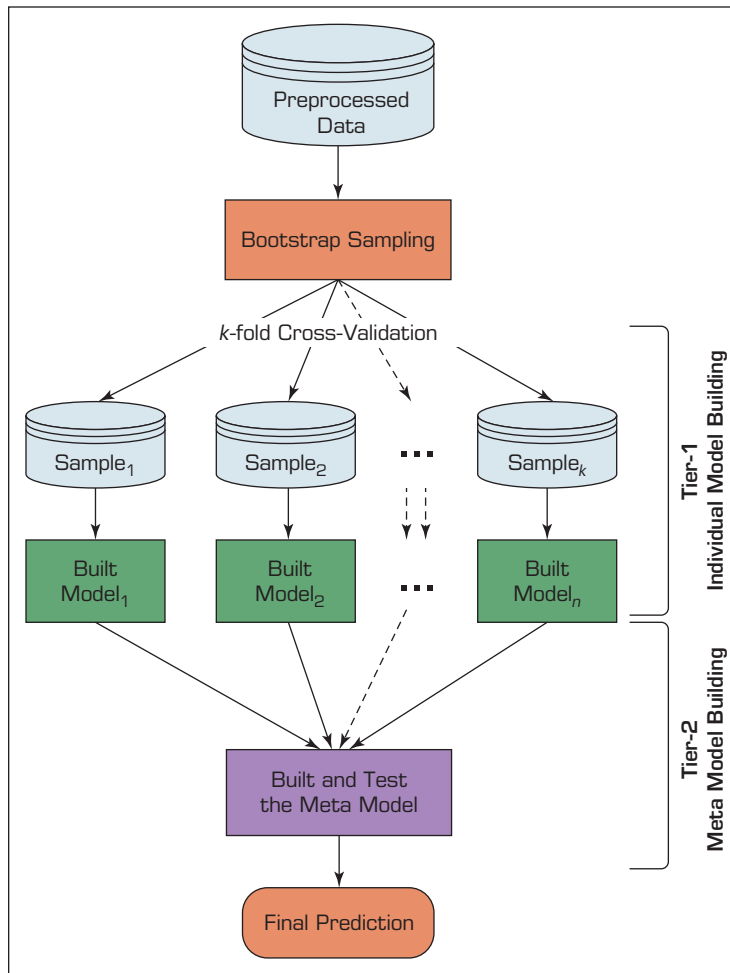 Preprocessed
Data
Bootstrap Sampling
k-fold Cross-Validation
Sample1
Sample2
...
Samplek
Built
Model1
Built
Model2
...
Built
Modeln
Tier-1
Individual Model Building
Built and Test
the Meta Model
Tier-2
Meta Model Building
Final Prediction